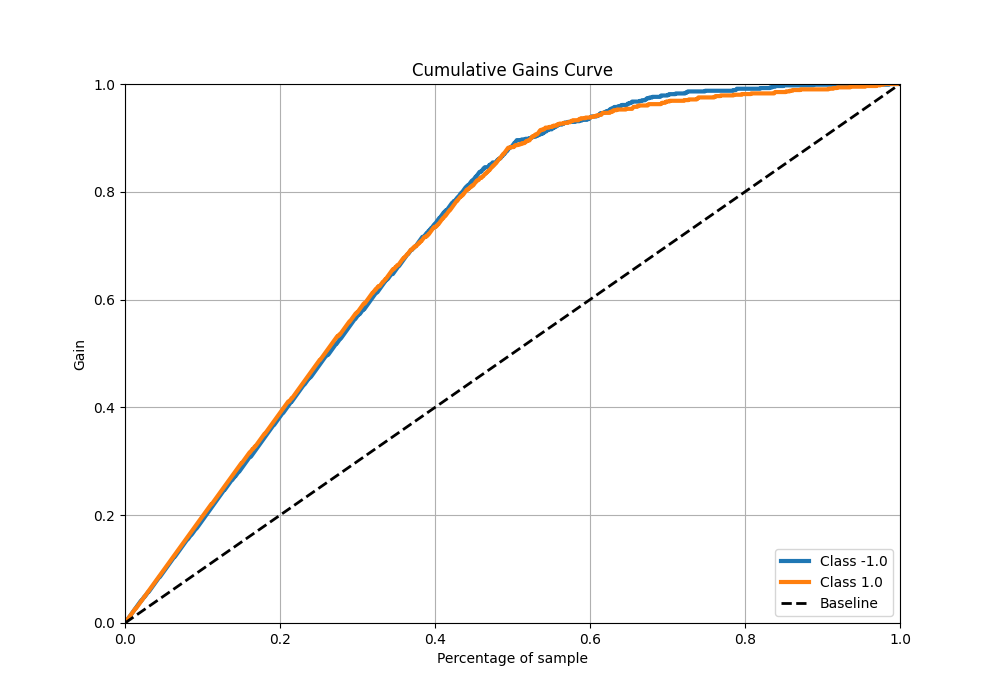 Cumulative Gains Curve
1.0
0.8
0.6
0.4
0.2
0.0
Gain
0.0 0.2 0.4 0.6 0.8 1.0
Percentage of sample
Class -1.0
Class 1.0
Baseline